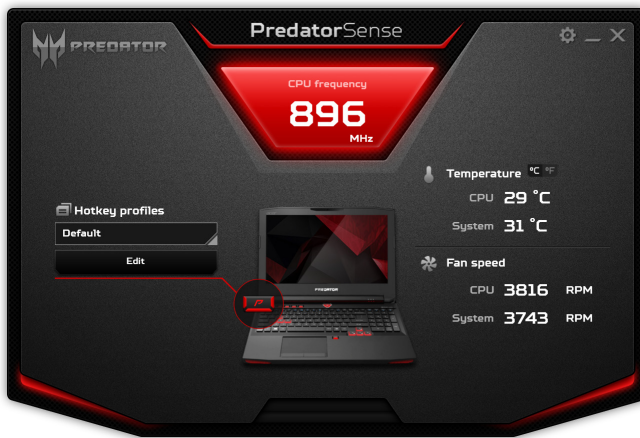 PREDATOR
PredatorSense
CPU frequency
896
MHz
Temperature °C °F
CPU 29 °C
System 31 °C
Hotkey profiles
Default
Edit
Fan speed
CPU 3816 RPM
System 3743 RPM
PREDATOR